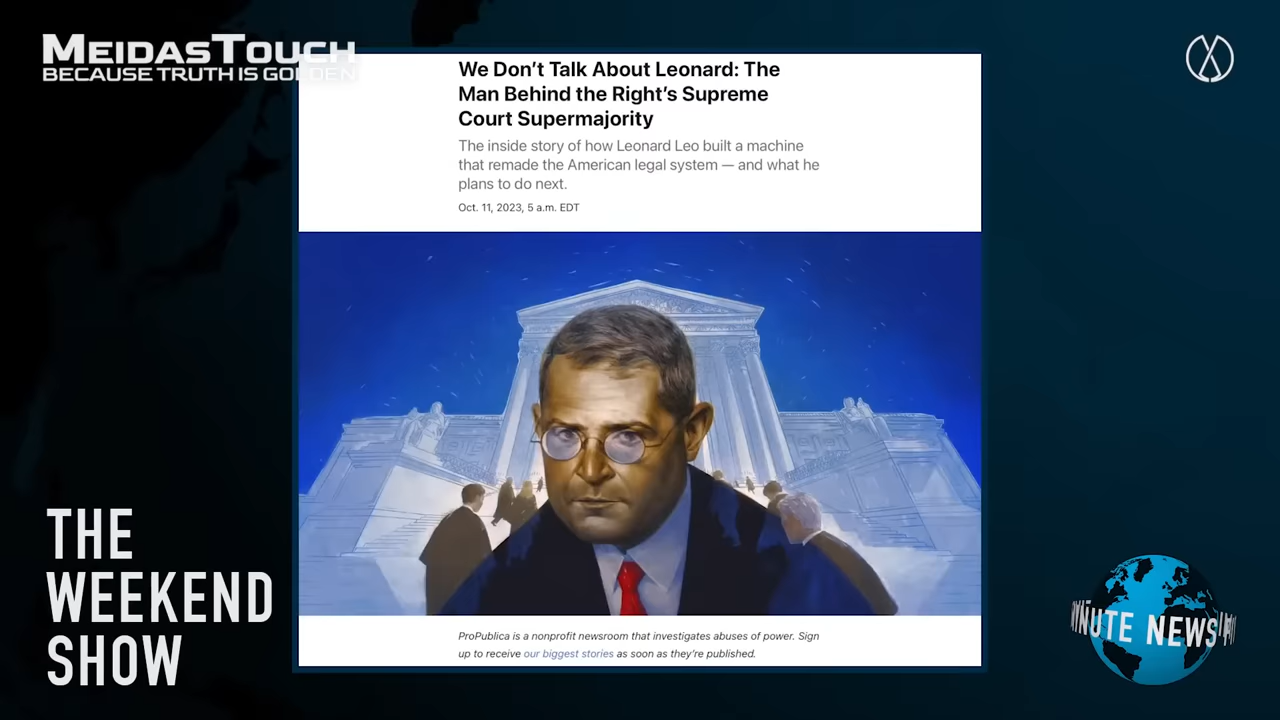 MEIDASTOUCH
BECAUSE TRUTH IS GOLDEN
We Don't Talk About Leonard: The
Man Behind the Right's Supreme
Court Supermajority
The inside story of how Leonard Leo built a machine
that remade the American legal system — and what he
plans to do next.
Oct. 11, 2023, 5 a.m. EDT
THE
WEEKEND
SHOW
NUTE NEWS
ProPublica is a nonprofit newsroom that investigates abuses of power. Sign
up to receive our biggest stories as soon as they're published.